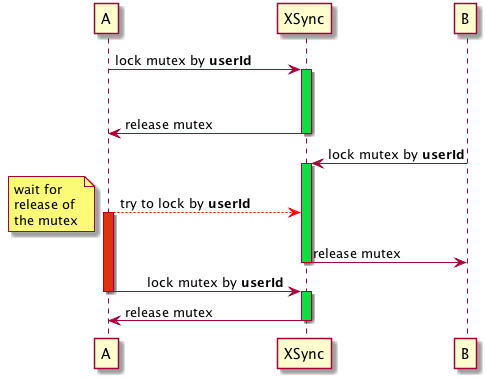 A
XSync
B
lock mutex by userId
release mutex
lock mutex by userId
wait for
release of
the mutex
try to lock by userId
release mutex
lock mutex by userId
release mutex
A
XSync
B